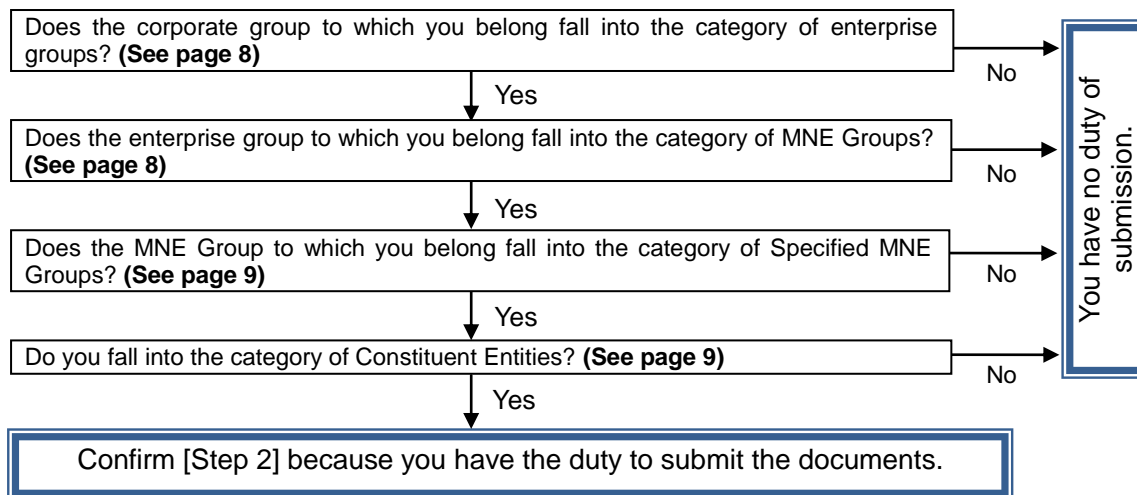 Does the corporate group to which you belong fall into the category of enterprise
groups? (See page 8)
No
Yes
Does the enterprise group to which you belong fall into the category of MNE Groups?
(See page 8)
No
Yes
Does the MNE Group to which you belong fall into the category of Specified MNE
Groups? (See page 9)
No
Yes
Do you fall into the category of Constituent Entities? (See page 9)
No
Yes
You have no duty of
submission.
Confirm [Step 2] because you have the duty to submit the documents.